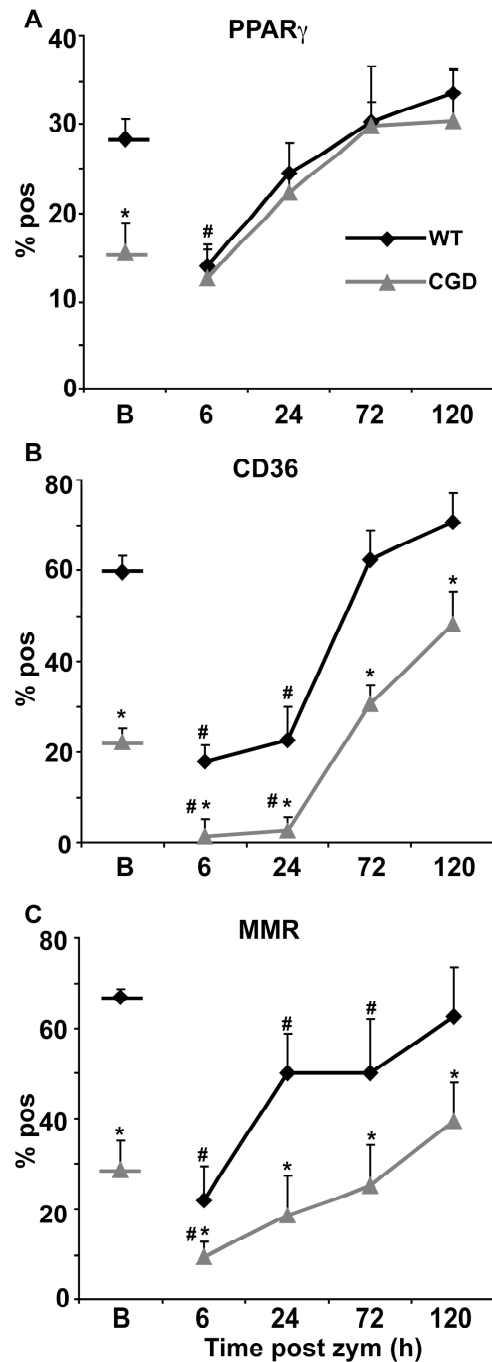 A
PPARγ
40
30
20
10
0
% pos
*
#
WT
CGD
B 6 24 72 120
B
CD36
80
60
40
20
0
% pos
*
#
#
# *
# *
*
*
B 6 24 72 120
C
MMR
80
60
40
20
0
% pos
*
#
#
#
# *
*
*
*
B 6 24 72 120
Time post zym (h)